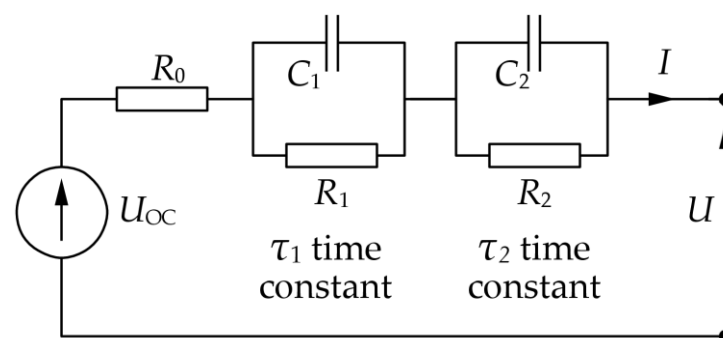 R0
C1
C2
I
R1
R2
UOC
U
τ1 time
constant
τ2 time
constant